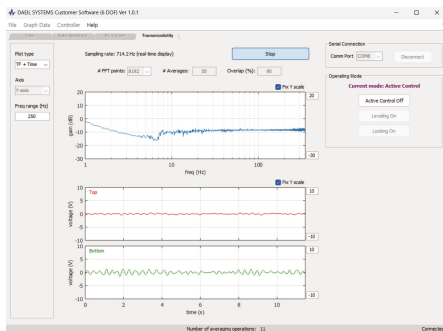 DAEIL SYSTEMS Customer Software (6 DOF) Ver 1.0.1
File Graph Data Controller Help
Transmissibility
Plot type
TF + Time
Axis
Y-axis
Freq range (Hz)
250
Sampling rate: 714.2 Hz (real-time display)
Stop
# FFT points: 8192 # Averages: 50 Overlap (%): 90
Fix Y scale
20
10
0
-10
-20
-30
gain (dB)
1 10 100
freq (Hz)
20
-30
Fix Y scale
Top
10
5
0
-5
-10
voltage (V)
10
-10
Bottom
10
5
0
-5
-10
voltage (V)
10
-10
0 2 4 6 8 10
time (s)
Serial Connection
Comm Port COM8 Disconnect
Operating Mode
Current mode: Active Control
Active Control Off
Leveling On
Locking On
Number of averaging operations: 11
Connected